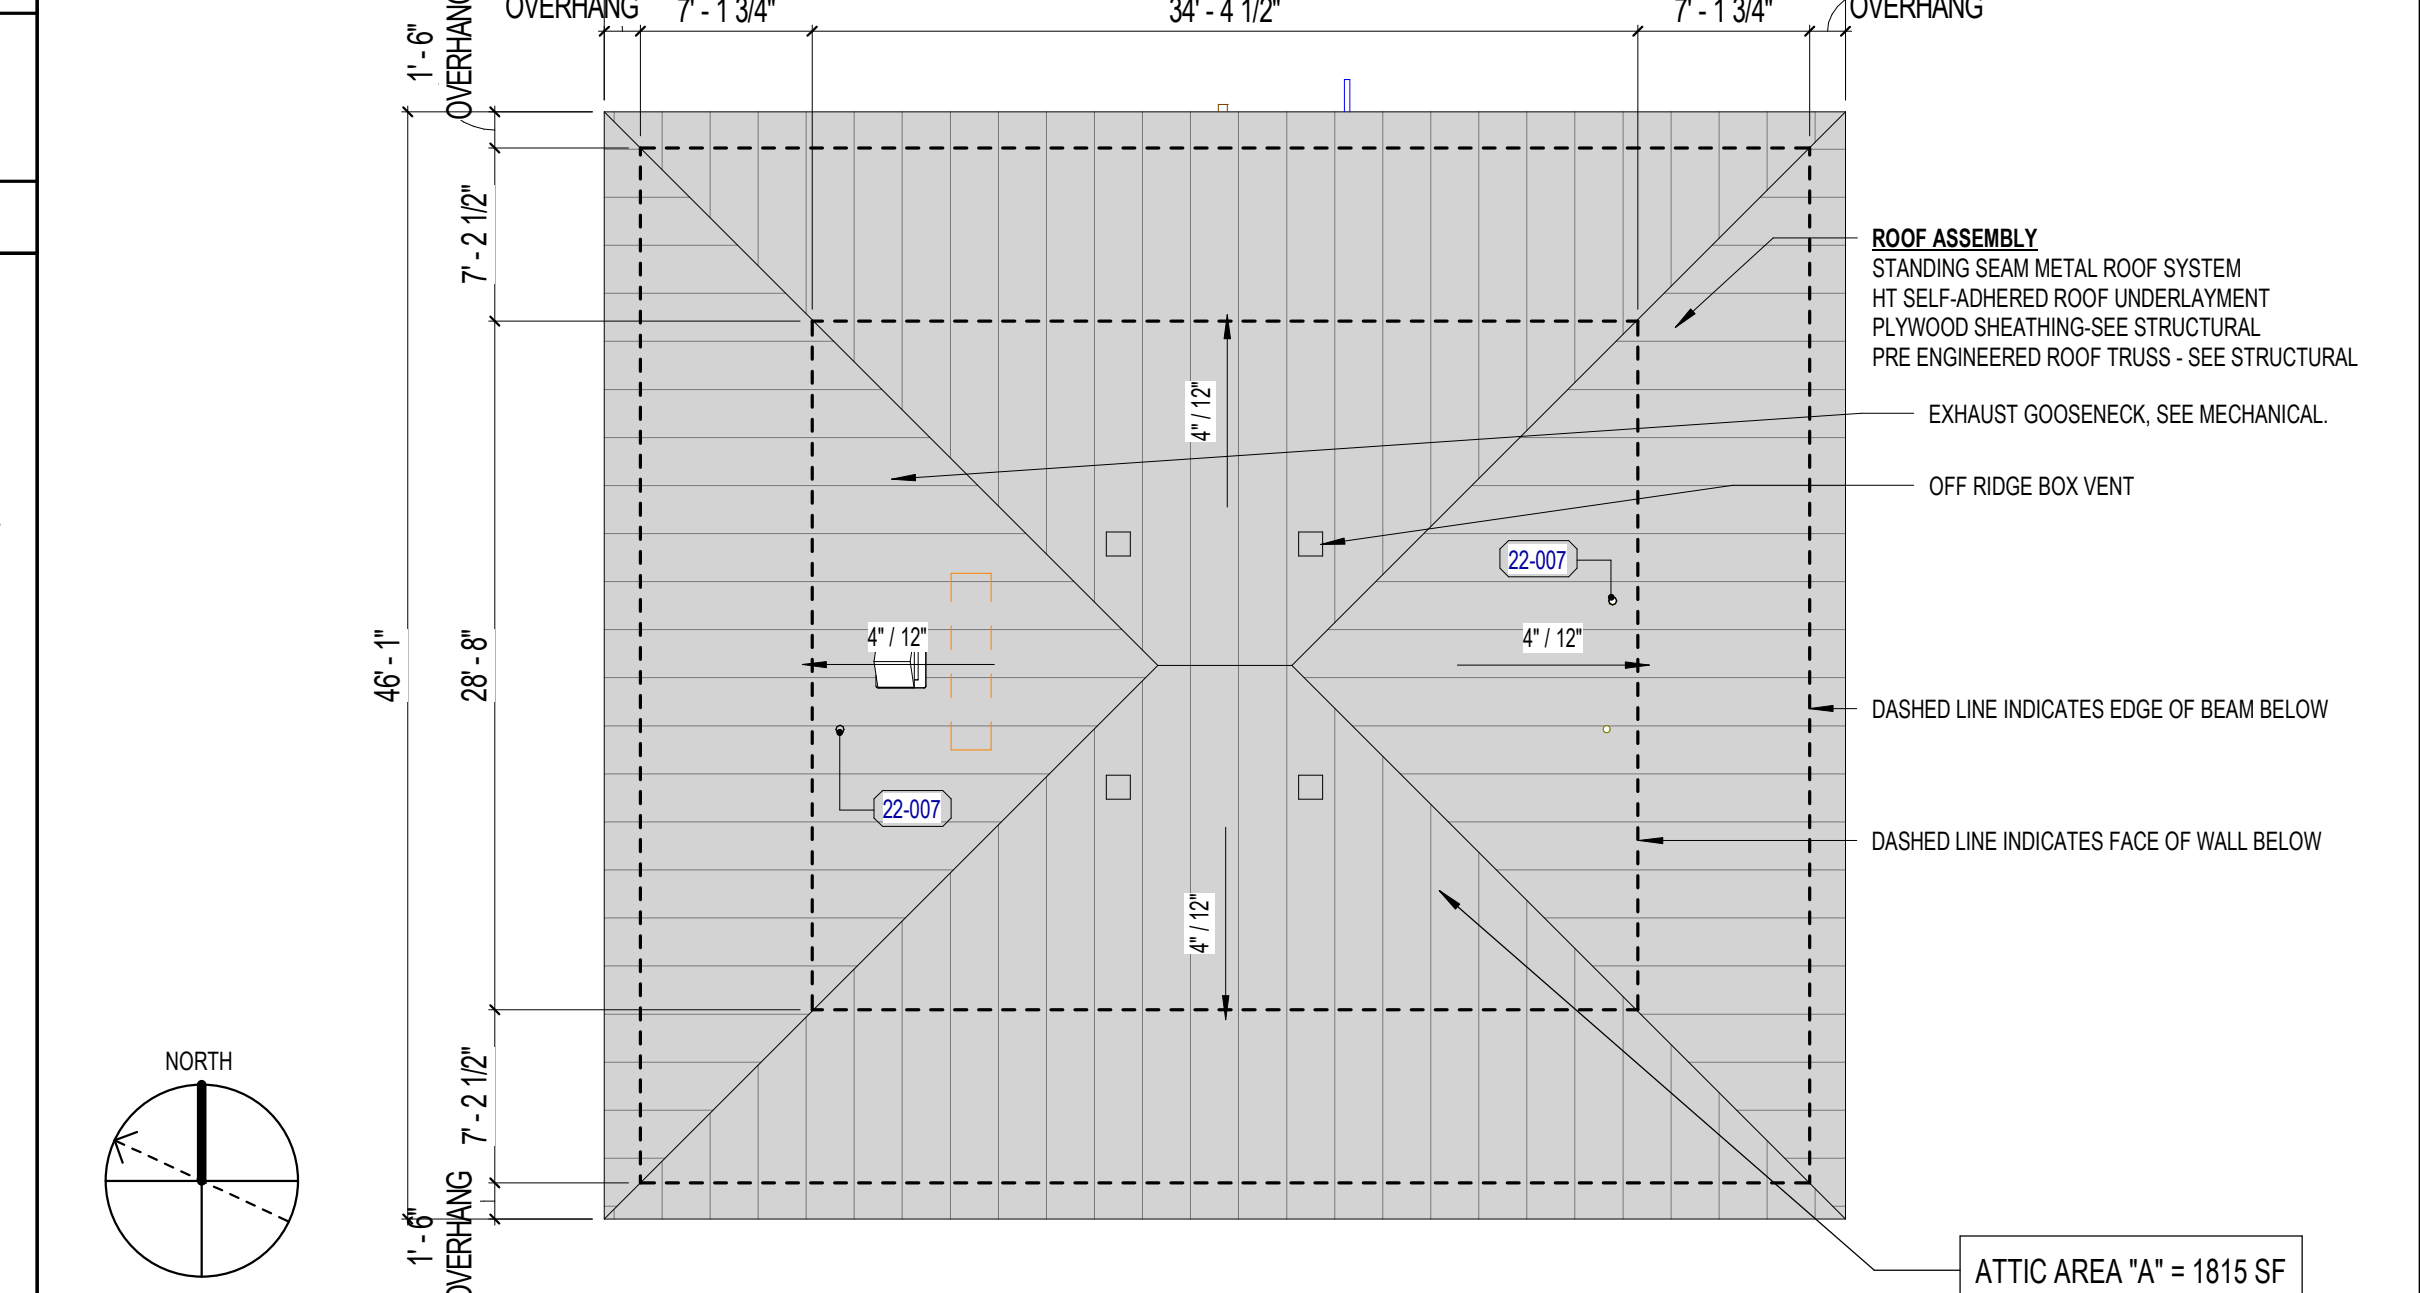 OVERHANG
7' - 1 3/4"
34' - 4 1/2"
7' - 1 3/4"
OVERHANG
1' - 6"
OVERHANG
7' - 2 1/2"
46' - 1"
28' - 8"
7' - 2 1/2"
1' - 6"
OVERHANG
4" / 12"
4" / 12"
4" / 12"
4" / 12"
22-007
22-007
ROOF ASSEMBLY
STANDING SEAM METAL ROOF SYSTEM
HT SELF-ADHERED ROOF UNDERLAYMENT
PLYWOOD SHEATHING-SEE STRUCTURAL
PRE ENGINEERED ROOF TRUSS - SEE STRUCTURAL
EXHAUST GOOSENECK, SEE MECHANICAL.
OFF RIDGE BOX VENT
DASHED LINE INDICATES EDGE OF BEAM BELOW
DASHED LINE INDICATES FACE OF WALL BELOW
NORTH
ATTIC AREA "A" = 1815 SF